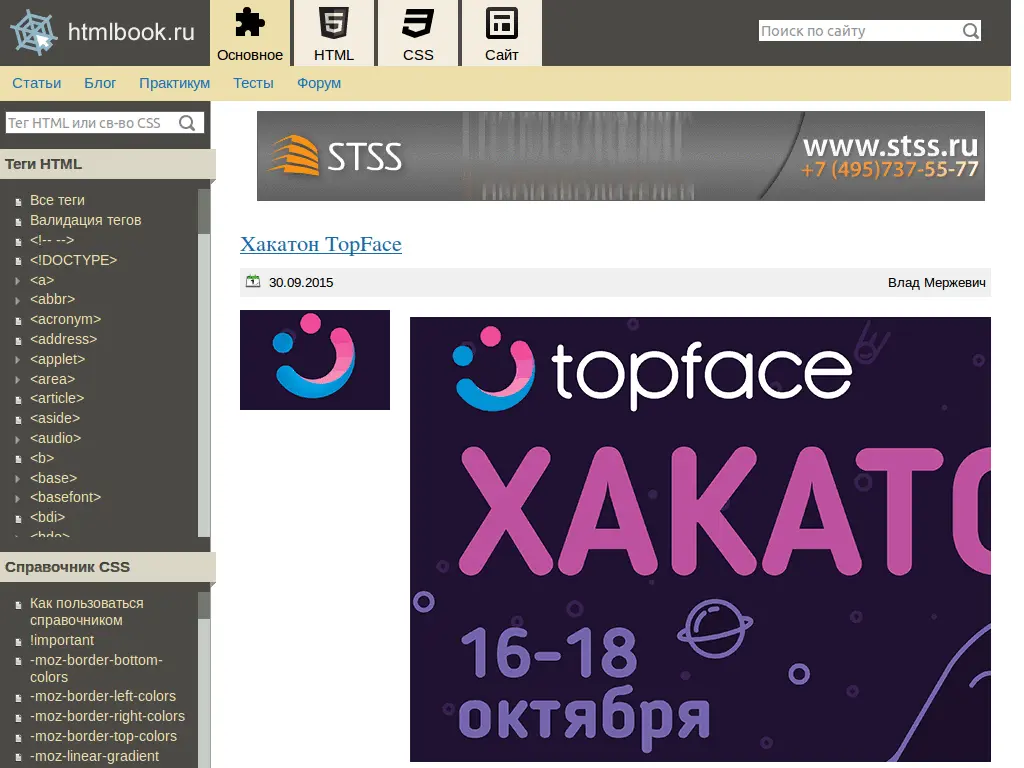 htmlbook.ru
Основное
HTML
CSS
Сайт
Поиск по сайту
Статьи
Блог
Практикум
Тесты
Форум
Тег HTML или св-во CSS
Теги HTML
Все теги
Валидация тегов
<!-- -->
<!DOCTYPE>
<a>
<abbr>
<acronym>
<address>
<applet>
<area>
<article>
<aside>
<audio>
<b>
<base>
<basefont>
<bdi>
<bdo>
Справочник CSS
Как пользоваться
справочником
!important
-moz-border-bottom-
colors
-moz-border-left-colors
-moz-border-right-colors
-moz-border-top-colors
-moz-linear-gradient
STSS
www.stss.ru
+7 (495)737-55-77
Хакатон TopFace
30.09.2015
Влад Мержевич
topface
ХАКАТО
16-18
октября